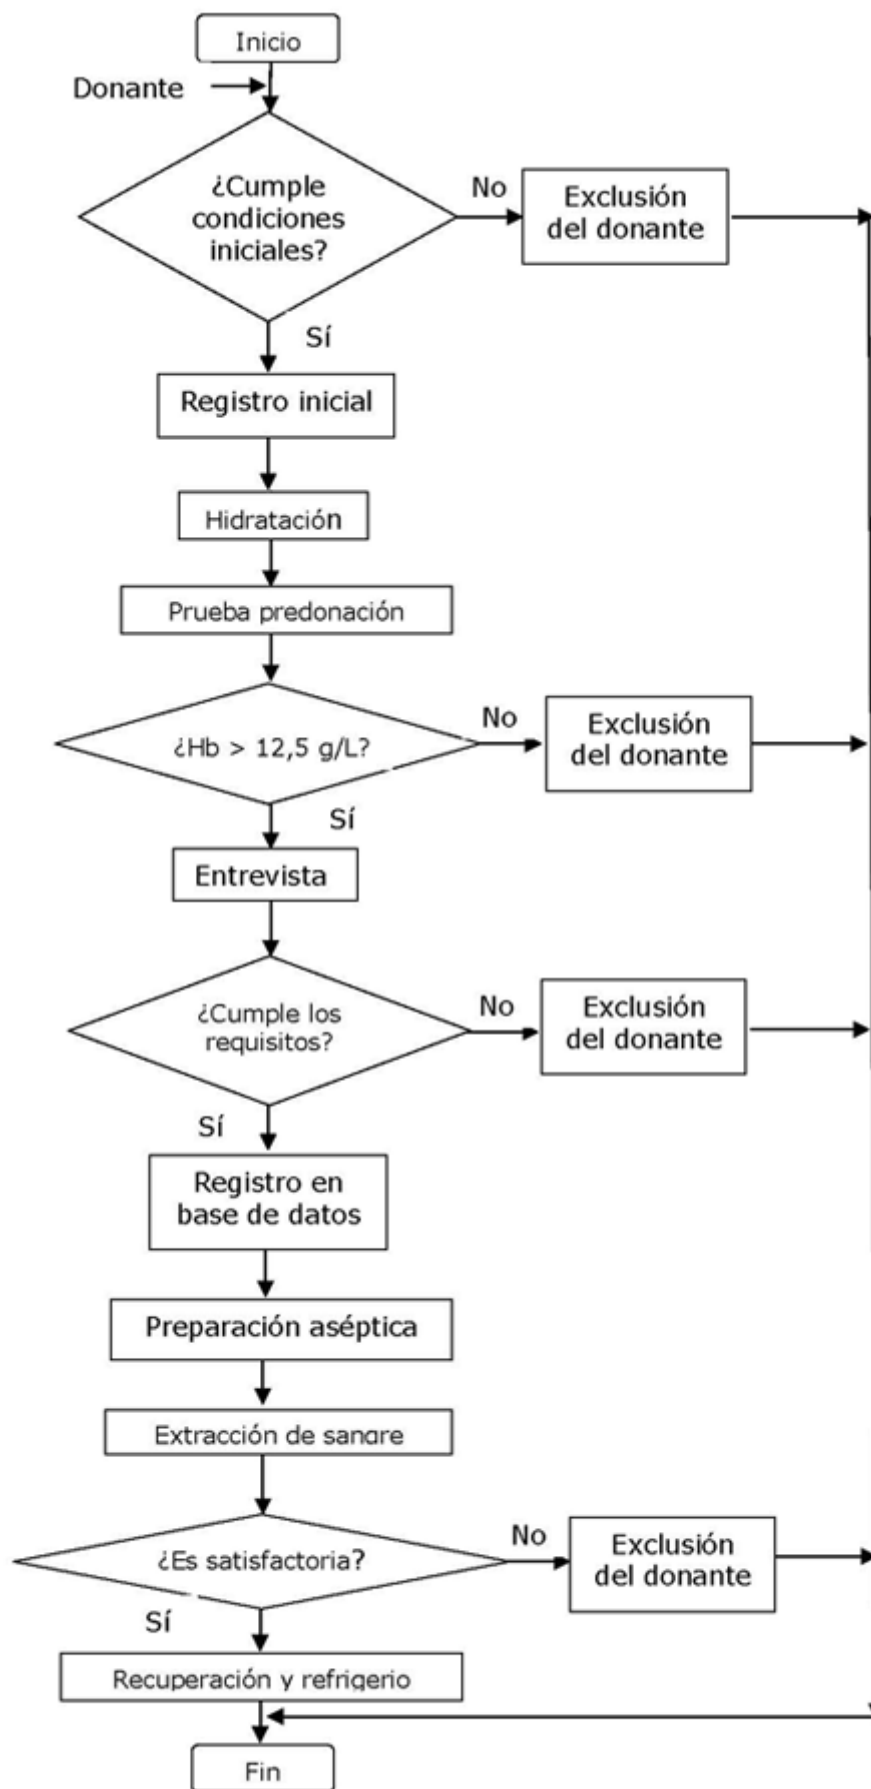 Inicio
Donante
¿Cumple
condiciones
iniciales?
No
Exclusión
del donante
Sí
Registro inicial
Hidratación
Prueba predonación
¿Hb > 12,5 g/L?
No
Exclusión
del donante
Sí
Entrevista
¿Cumple los
requisitos?
No
Exclusión
del donante
Sí
Registro en
base de datos
Preparación aséptica
Extracción de sangre
¿Es satisfactoria?
No
Exclusión
del donante
Sí
Recuperación y refrigerio
Fin